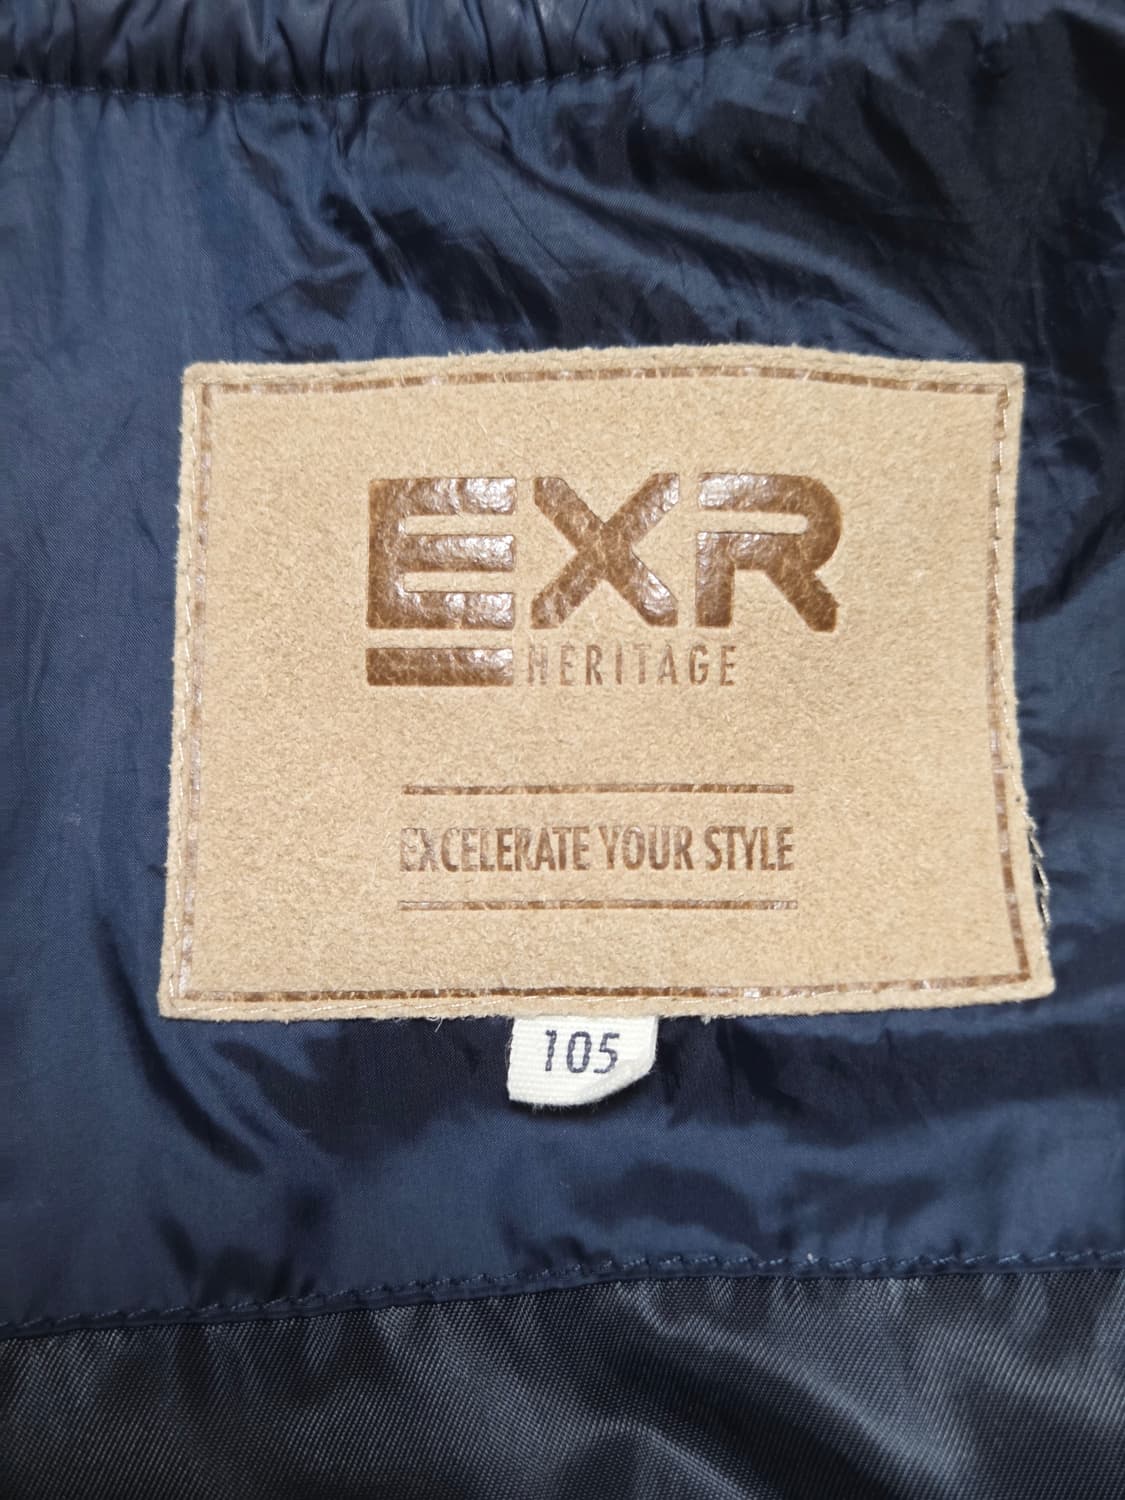 EXR
HERITAGE
EXCELERATE YOUR STYLE
105